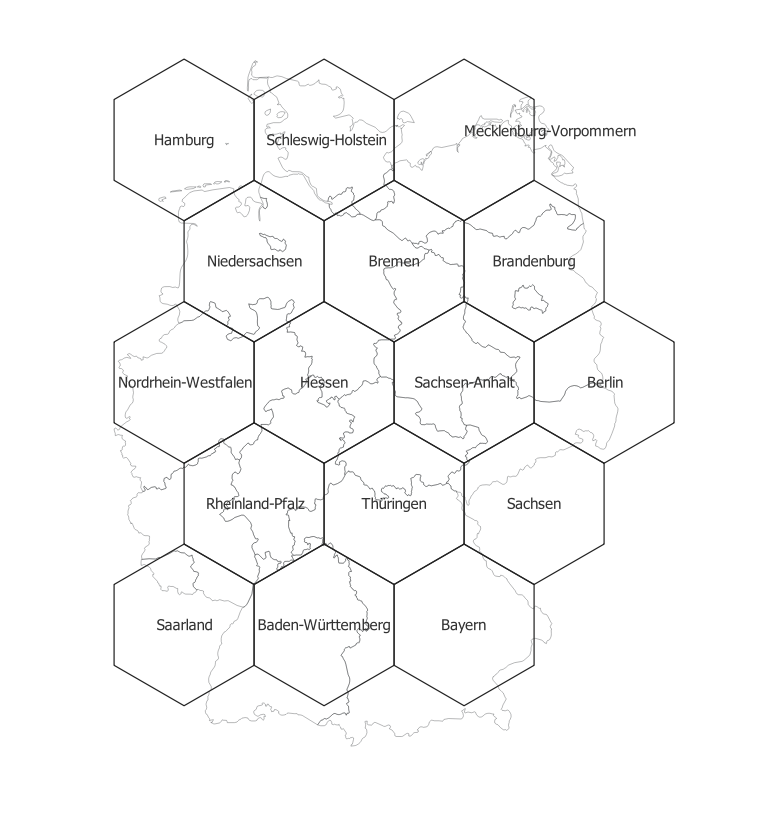 Hamburg
Schleswig-Holstein
Mecklenburg-Vorpommern
Niedersachsen
Bremen
Brandenburg
Nordrhein-Westfalen
Hessen
Sachsen-Anhalt
Berlin
Rheinland-Pfalz
Thüringen
Sachsen
Saarland
Baden-Württemberg
Bayern